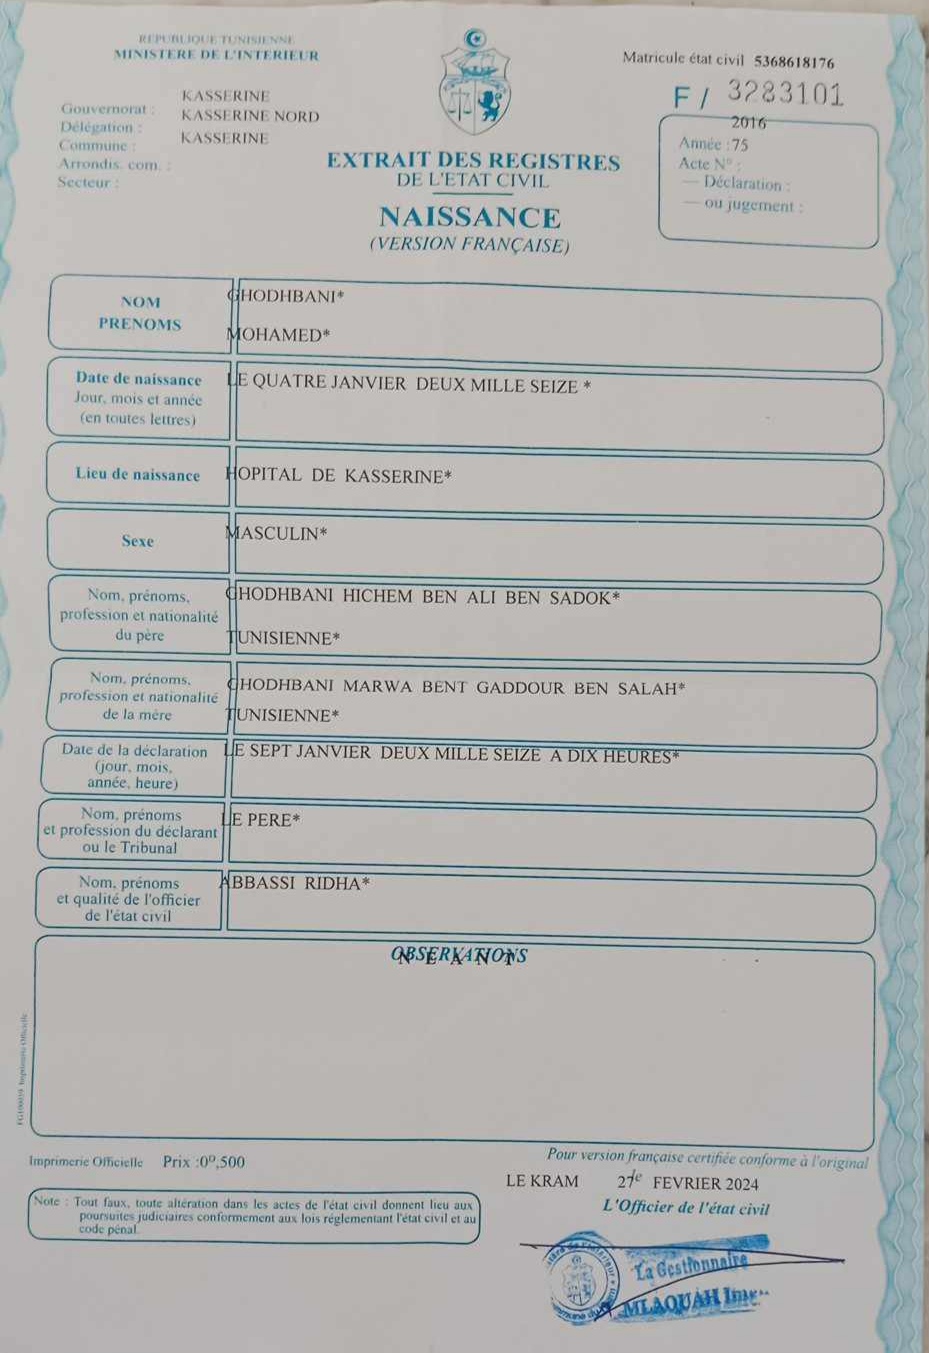 REPUBLIQUE TUNISIENNE
MINISTERE DE L'INTERIEUR
Matricule état civil 5368618176
F / 3283101
Gouvernorat : KASSERINE
Délégation : KASSERINE NORD
Commune : KASSERINE
Arrondis. com. :
Secteur :
2016
Année :75
Acte N° :
— Déclaration :
— ou jugement :
EXTRAIT DES REGISTRES
DE L'ETAT CIVIL
NAISSANCE
(VERSION FRANÇAISE)
NOM
PRENOMS
GHODHBANI*
MOHAMED*
Date de naissance
Jour, mois et année
(en toutes lettres)
LE QUATRE JANVIER DEUX MILLE SEIZE *
Lieu de naissance
HOPITAL DE KASSERINE*
Sexe
MASCULIN*
Nom, prénoms,
profession et nationalité
du père
GHODHBANI HICHEM BEN ALI BEN SADOK*
TUNISIENNE*
Nom, prénoms,
profession et nationalité
de la mère
GHODHBANI MARWA BENT GADDOUR BEN SALAH*
TUNISIENNE*
Date de la déclaration
(jour, mois,
année, heure)
LE SEPT JANVIER DEUX MILLE SEIZE A DIX HEURES*
Nom, prénoms
et profession du déclarant
ou le Tribunal
LE PERE*
Nom, prénoms
et qualité de l'officier
de l'état civil
ABBASSI RIDHA*
OBSERVATIONS
N E A N T
Imprimerie Officielle Prix :0ᴰ,500
Note : Tout faux, toute altération dans les actes de l'état civil donnent lieu aux
poursuites judiciaires conformement aux lois réglementant l'état civil et au
code pénal.
Pour version française certifiée conforme à l'original
LE KRAM 27 le FEVRIER 2024
L'Officier de l'état civil
La Gestionnaire
MLAOUAH